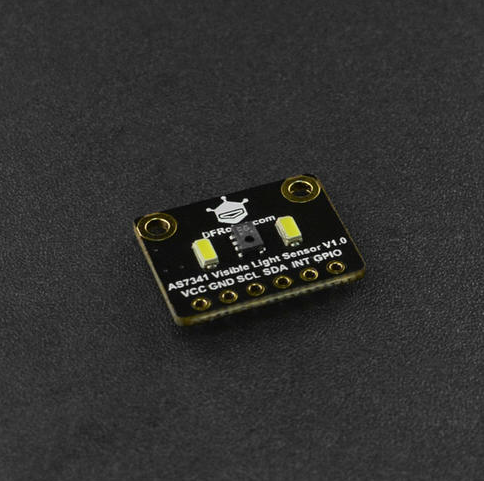 DFRobot.com
AS7341 Visible Light Sensor V1.0
VCC GND SCL SDA INT GPIO